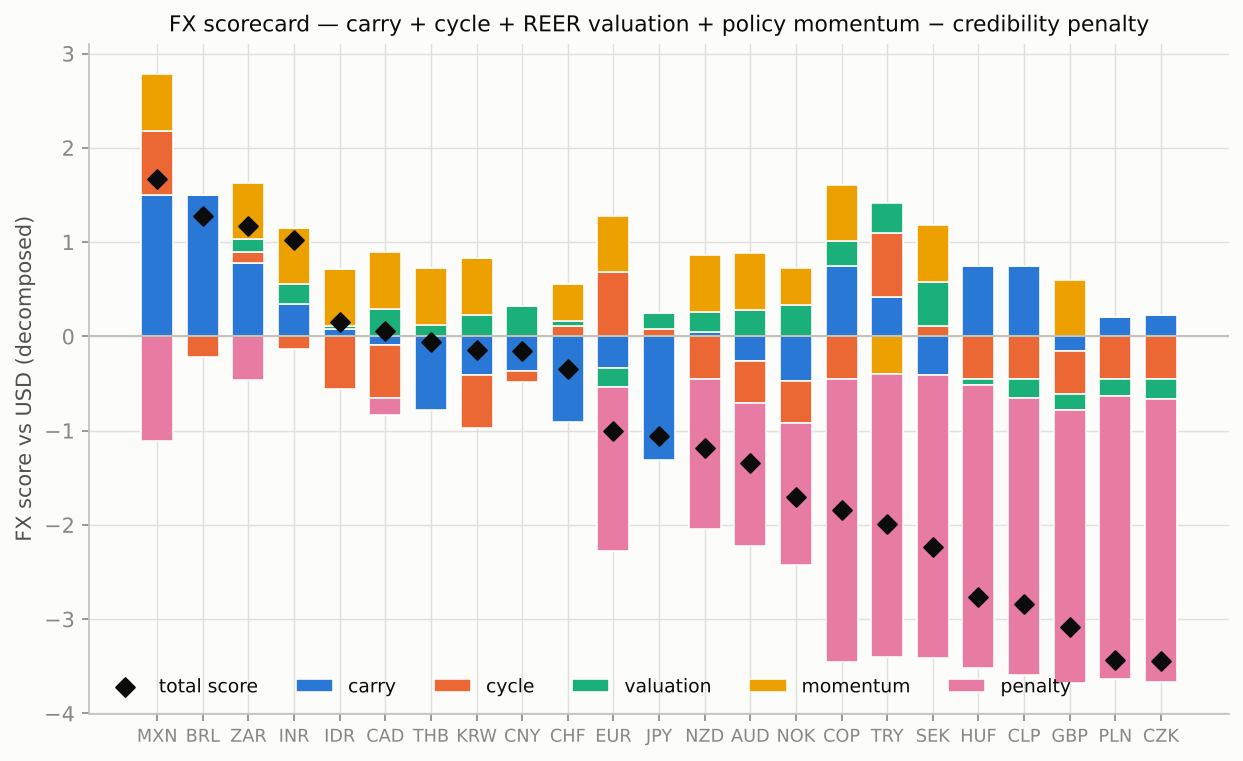 FX scorecard — carry + cycle + REER valuation + policy momentum − credibility penalty
FX score vs USD (decomposed)
3
2
1
0
−1
−2
−3
−4
total score carry cycle valuation momentum penalty
MXN BRL ZAR INR IDR CAD THB KRW CNY CHF EUR JPY NZD AUD NOK COP TRY SEK HUF CLP GBP PLN CZK